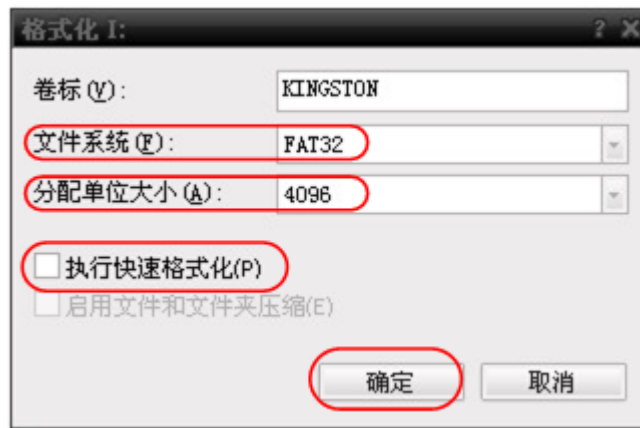 格式化 I:
卷标(V): KINGSTON
文件系统(F): FAT32
分配单位大小(A): 4096
执行快速格式化(P)
启用文件和文件夹压缩(E)
确定 取消